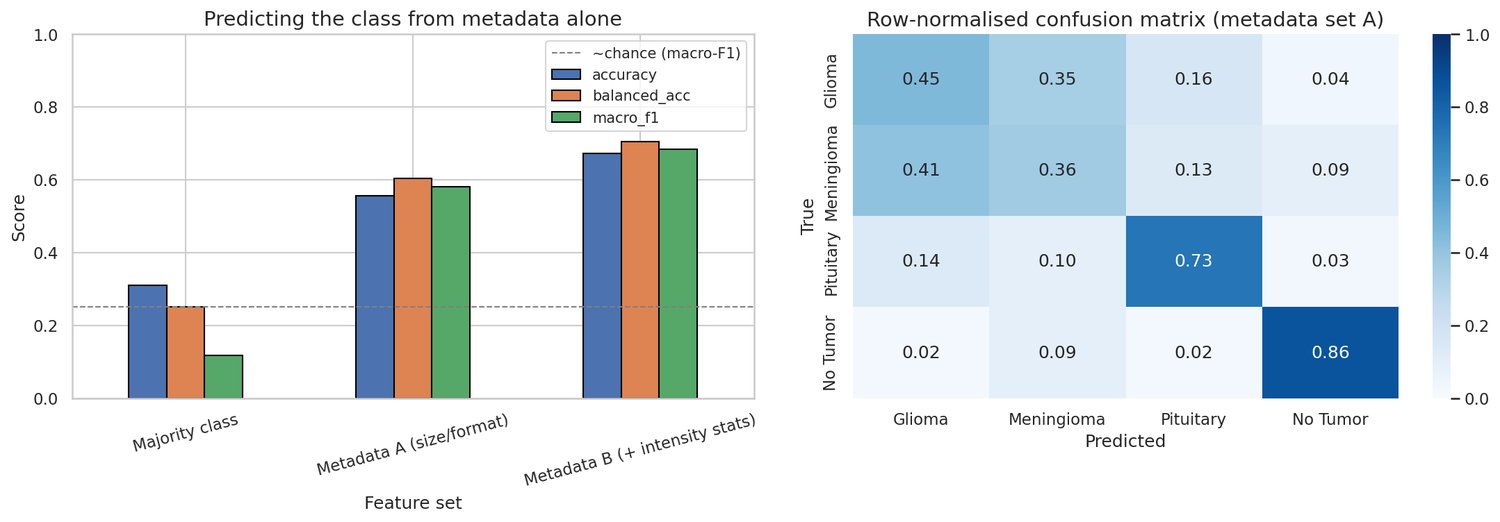 Predicting the class from metadata alone
Score
1.0
0.8
0.6
0.4
0.2
0.0
~chance (macro-F1)
accuracy
balanced_acc
macro_f1
Majority class
Metadata A (size/format)
Metadata B (+ intensity stats)
Feature set
Row-normalised confusion matrix (metadata set A)
True
Glioma
0.45 0.35 0.16 0.04
Meningioma
0.41 0.36 0.13 0.09
Pituitary
0.14 0.10 0.73 0.03
No Tumor
0.02 0.09 0.02 0.86
Glioma Meningioma Pituitary No Tumor
Predicted
1.0
0.8
0.6
0.4
0.2
0.0